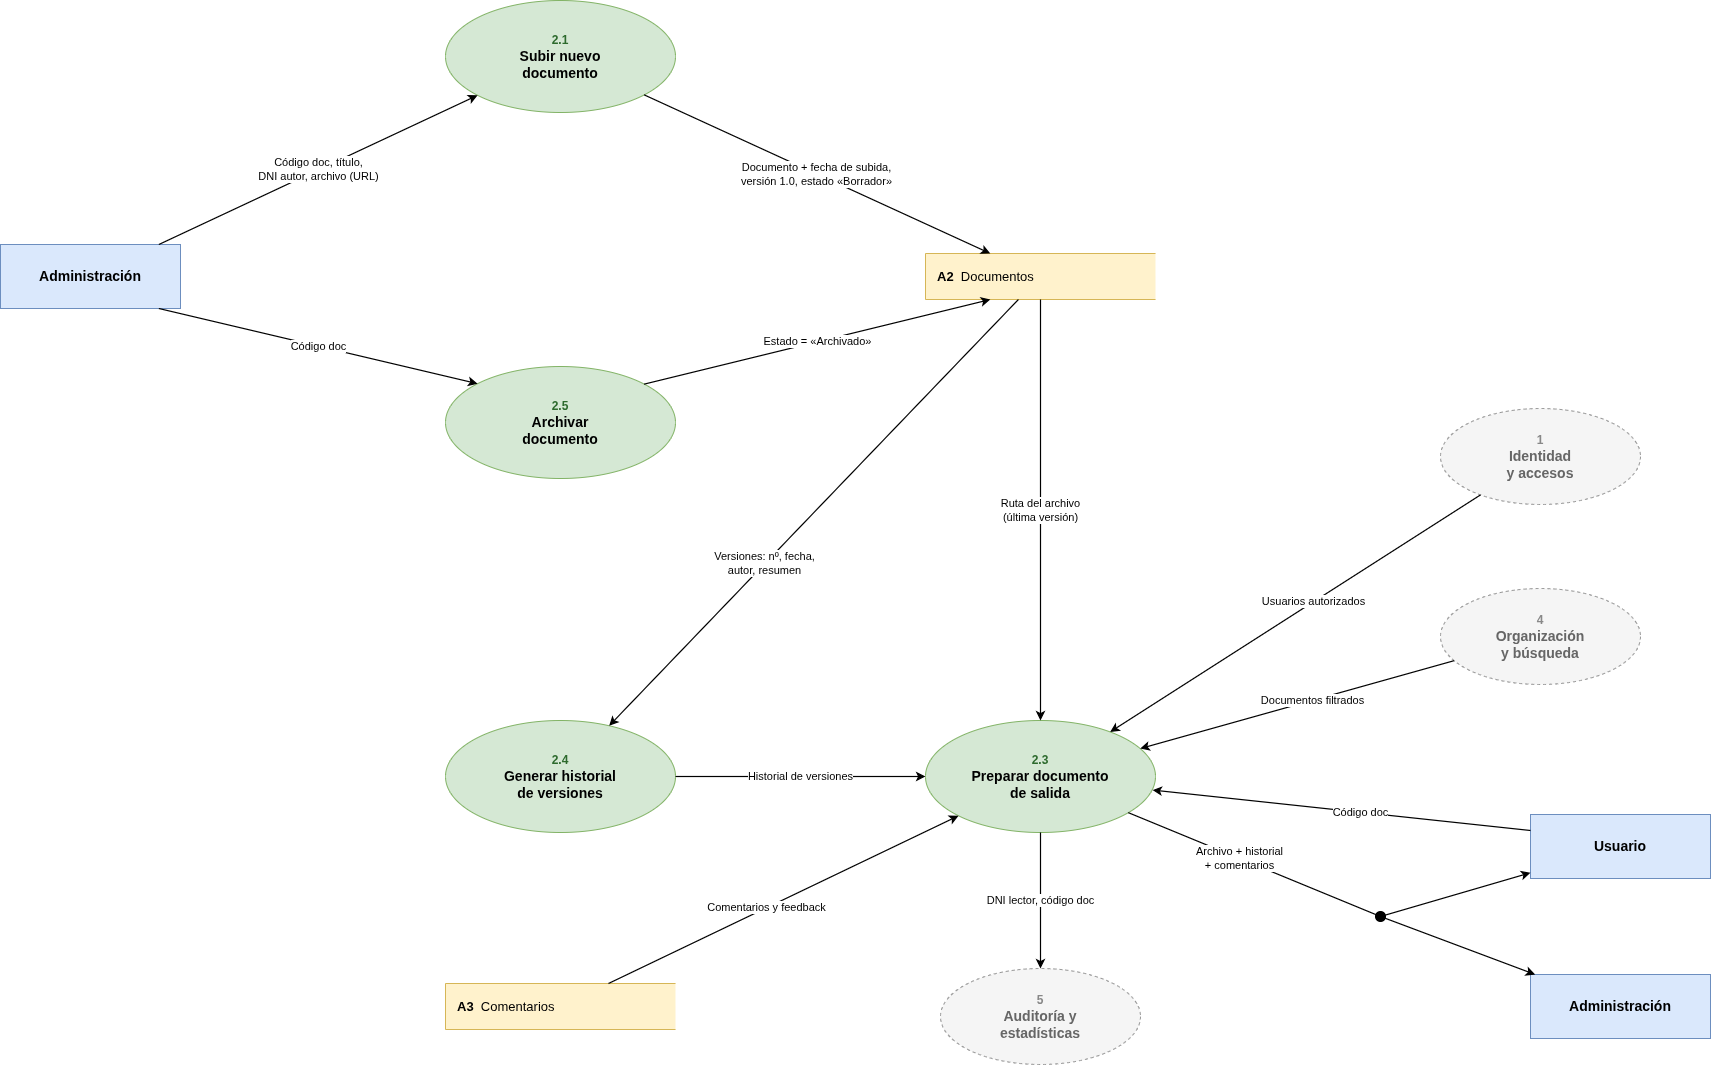 2.1
Subir nuevo
documento
Código doc, título,
DNI autor, archivo (URL)
Documento + fecha de subida,
versión 1.0, estado «Borrador»
Administración
A2 Documentos
Código doc
Estado = «Archivado»
2.5
Archivar
documento
1
Identidad
y accesos
Ruta del archivo
(última versión)
Versiones: nº, fecha,
autor, resumen
Usuarios autorizados
4
Organización
y búsqueda
Documentos filtrados
2.4
Generar historial
de versiones
Historial de versiones
2.3
Preparar documento
de salida
Código doc
Usuario
Archivo + historial
+ comentarios
Comentarios y feedback
DNI lector, código doc
A3 Comentarios
5
Auditoría y
estadísticas
Administración